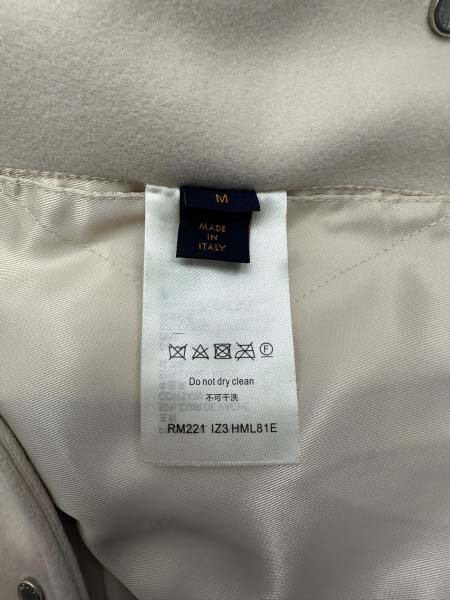 M
MADE
IN
ITALY
Do not dry clean
不可干洗
RM221 IZ3 HML81E